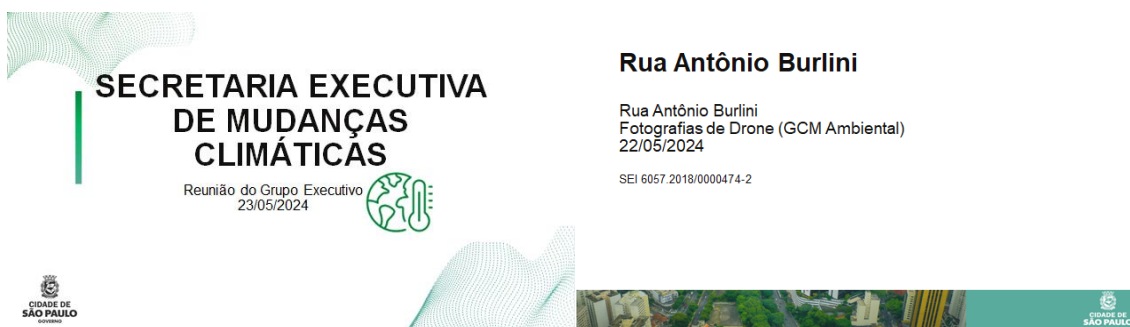 SECRETARIA EXECUTIVA
DE MUDANÇAS
CLIMÁTICAS
Reunião do Grupo Executivo
23/05/2024
CIDADE DE
SÃO PAULO
GOVERNO
Rua Antônio Burlini
Rua Antônio Burlini
Fotografias de Drone (GCM Ambiental)
22/05/2024
SEI 6057.2018/0000474-2
CIDADE DE
SÃO PAULO